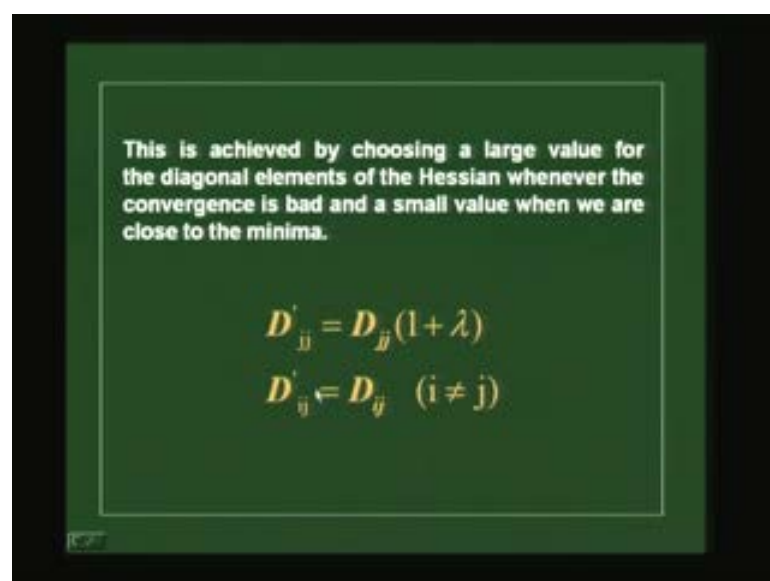 This is achieved by choosing a large value for
the diagonal elements of the Hessian whenever the
convergence is bad and a small value when we are
close to the minima.
D'jj = Djj(1+λ)
D'ij = Dij (i ≠ j)